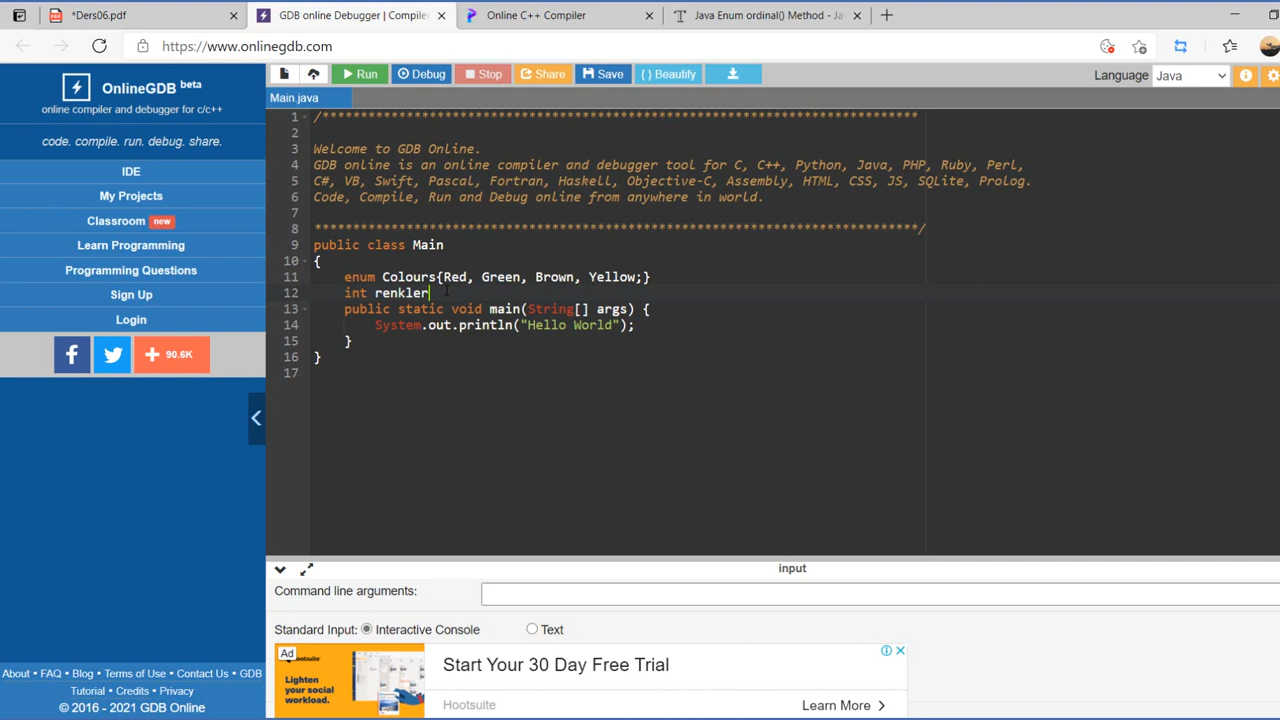 *Ders06.pdf
GDB online Debugger | Compiler
Online C++ Compiler
Java Enum ordinal() Method - Ja
https://www.onlinegdb.com
OnlineGDB beta
online compiler and debugger for c/c++
code. compile. run. debug. share.
IDE
My Projects
Classroom new
Learn Programming
Programming Questions
Sign Up
Login
f
+ 90.6K
About • FAQ • Blog • Terms of Use • Contact Us • GDB
Tutorial • Credits • Privacy
© 2016 - 2021 GDB Online
Run Debug Stop Share Save { } Beautify
Language Java
Main.java
1 /******************************************************************************
2
3 Welcome to GDB Online.
4 GDB online is an online compiler and debugger tool for C, C++, Python, Java, PHP, Ruby, Perl,
5 C#, VB, Swift, Pascal, Fortran, Haskell, Objective-C, Assembly, HTML, CSS, JS, SQLite, Prolog.
6 Code, Compile, Run and Debug online from anywhere in world.
7
8 *******************************************************************************/
9 public class Main
10 {
11 enum Colours{Red, Green, Brown, Yellow;}
12 int renkler
13 public static void main(String[] args) {
14 System.out.println("Hello World");
15 }
16 }
17
input
Command line arguments:
Standard Input: Interactive Console Text
Ad
Hootsuite
Lighten
your social
workload.
Start Your 30 Day Free Trial
Hootsuite
Learn More